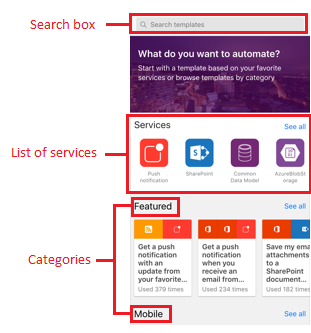 Search box
Search templates
What do you want to automate?
Start with a template based on your favorite
services or browse templates by category
List of services
Services
See all
Push
notification
SharePoint
Common
Data Model
AzureBlobSt
orage
Categories
Featured
See all
Get a push
notification
with an
update from
your favorite...
Used 379 times
Get a push
notification
when you
receive an
email from...
Used 234 times
Save my ema
attachments
to a
SharePoint
document...
Used 182 times
Mobile
See all